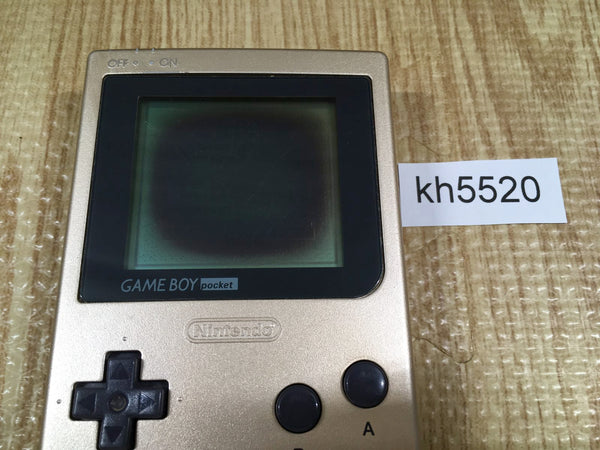 OFF ON
kh5520
GAME BOY pocket
Nintendo
A